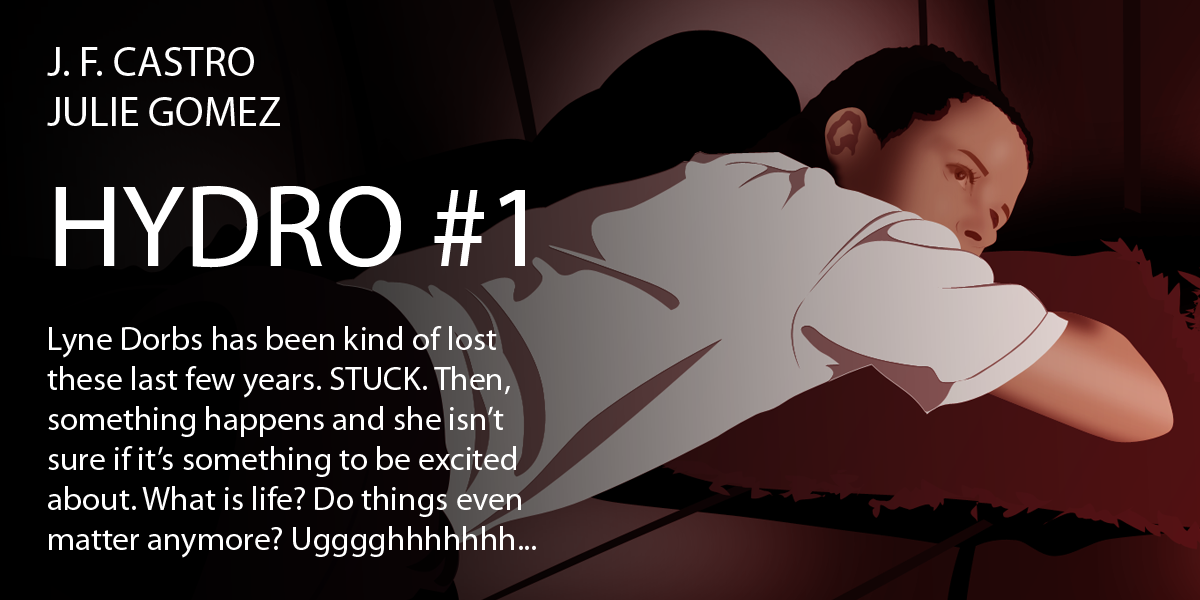 J. F. CASTRO
JULIE GOMEZ
HYDRO #1
Lyne Dorbs has been kind of lost
these last few years. STUCK. Then,
something happens and she isn’t
sure if it’s something to be excited
about. What is life? Do things even
matter anymore? Ugggghhhhhhh...